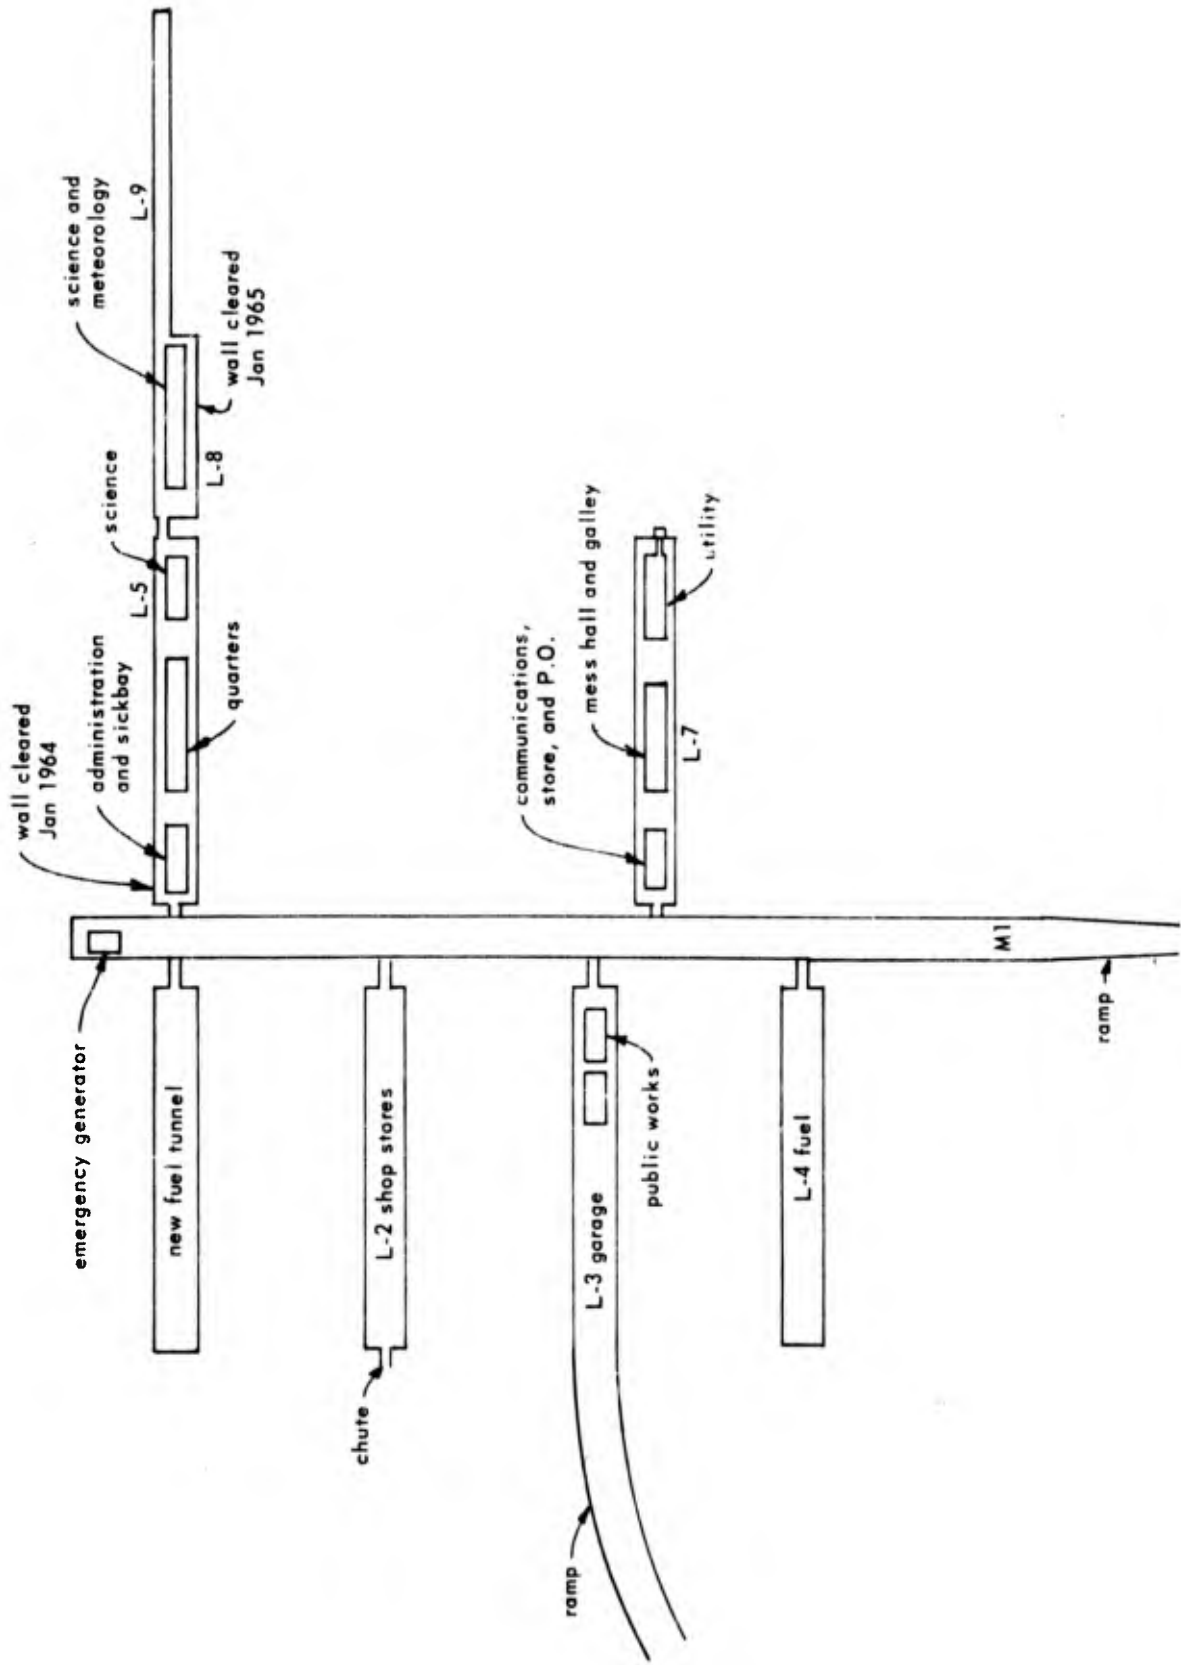 emergency generator
new fuel tunnel
wall cleared
Jan 1964
administration
and sickbay
quarters
L-5
science
L-8
science and
meteorology
L-9
wall cleared
Jan 1965
chute
L-2 shop stores
ramp
L-3 garage
public works
communications,
store, and P.O.
mess hall and galley
L-7
utility
L-4 fuel
M1
ramp